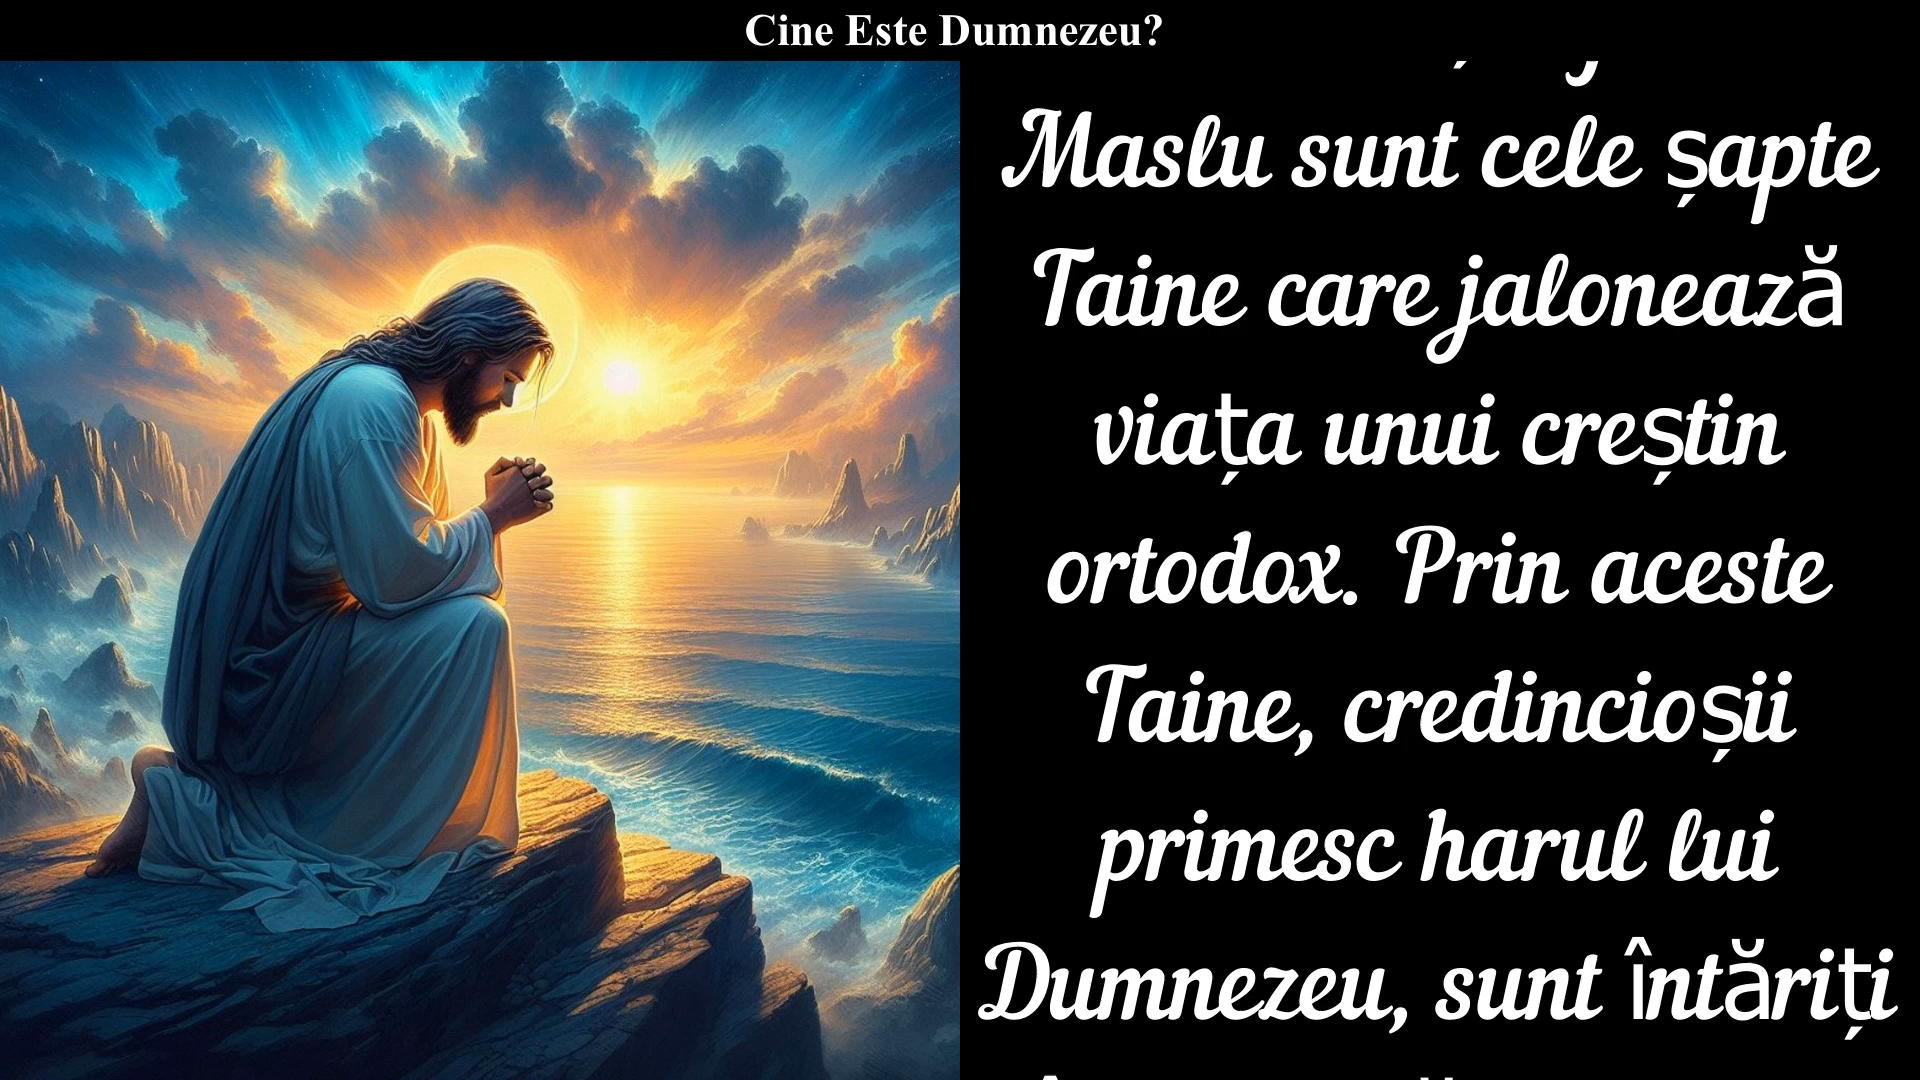 Cine Este Dumnezeu?
Maslu sunt cele șapte
Taine care jalonează
viața unui creștin
ortodox. Prin aceste
Taine, credincioșii
primesc harul lui
Dumnezeu, sunt întăriți